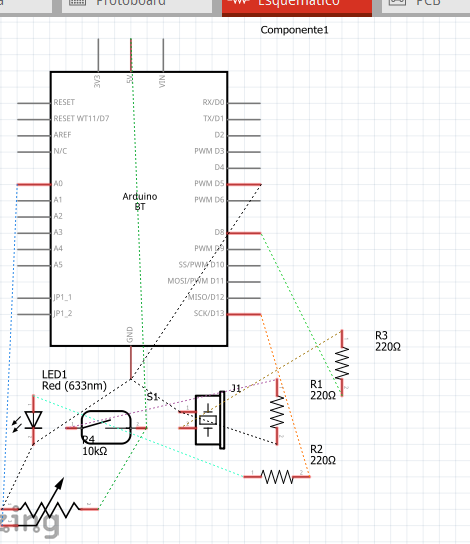 Protoboard
Esquemático
PCB
Componente1
3V3
5V
VIN
RESET
RX/D0
RESET WT11/D7
TX/D1
AREF
D2
N/C
PWM D3
D4
A0
PWM D5
A1
PWM D6
A2
Arduino
BT
A3
D8
A4
PWM D9
A5
SS/PWM D10
MOSI/PWM D11
JP1_1
MISO/D12
JP1_2
SCK/D13
GND
R3
220Ω
LED1
Red (633nm)
S1
J1
R1
220Ω
R4
10kΩ
R2
220Ω
zing